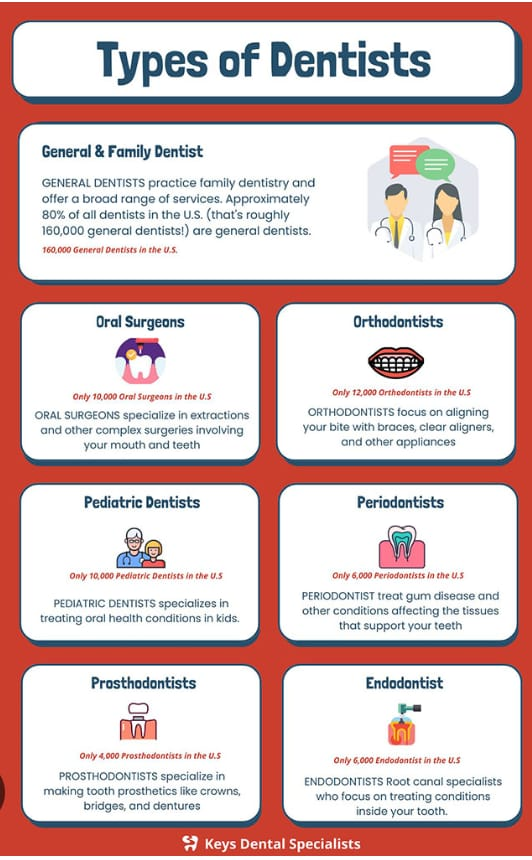 Types of Dentists
General & Family Dentist
GENERAL DENTISTS practice family dentistry and
offer a broad range of services. Approximately
80% of all dentists in the U.S. (that's roughly
160,000 general dentists!) are general dentists.
160,000 General Dentists in the U.S.
Oral Surgeons
Only 10,000 Oral Surgeons in the U.S
ORAL SURGEONS specialize in extractions
and other complex surgeries involving
your mouth and teeth
Orthodontists
Only 12,000 Orthodontists in the U.S
ORTHODONTISTS focus on aligning
your bite with braces, clear aligners,
and other appliances
Pediatric Dentists
Only 10,000 Pediatric Dentists in the U.S
PEDIATRIC DENTISTS specializes in
treating oral health conditions in kids.
Periodontists
Only 6,000 Periodontists in the U.S
PERIODONTIST treat gum disease and
other conditions affecting the tissues
that support your teeth
Prosthodontists
Only 4,000 Prosthodontists in the U.S
PROSTHODONTISTS specialize in
making tooth prosthetics like crowns,
bridges, and dentures
Endodontist
Only 6,000 Endodontist in the U.S
ENDODONTISTS Root canal specialists
who focus on treating conditions
inside your tooth.
Keys Dental Specialists